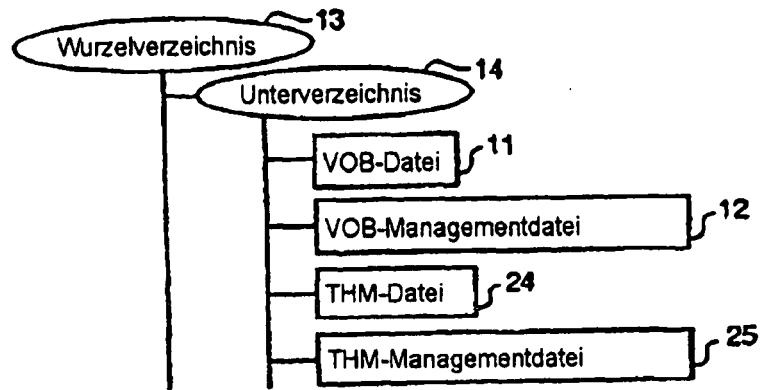 13
Wurzelverzeichnis
14
Unterverzeichnis
11
VOB-Datei
12
VOB-Managementdatei
24
THM-Datei
25
THM-Managementdatei